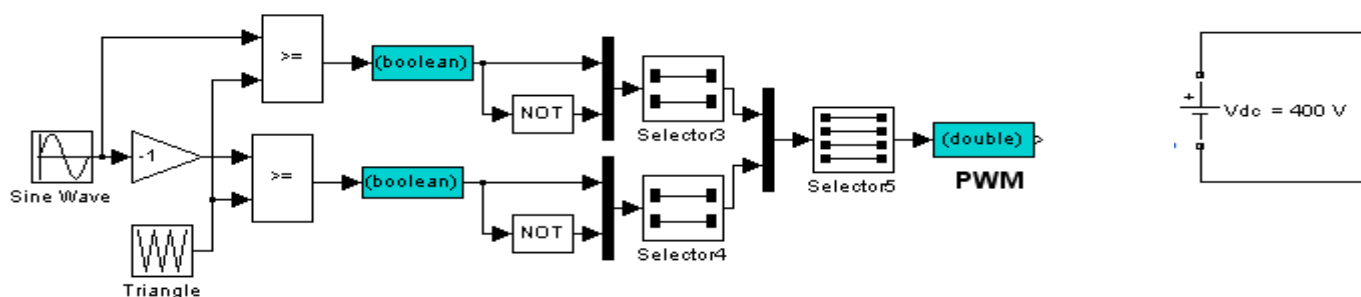 >=
(boolean)
NOT
Selector3
Sine Wave
-1
>=
(boolean)
NOT
Selector4
Triangle
Selector5
(double)
PWM
+
Vdc = 400 V